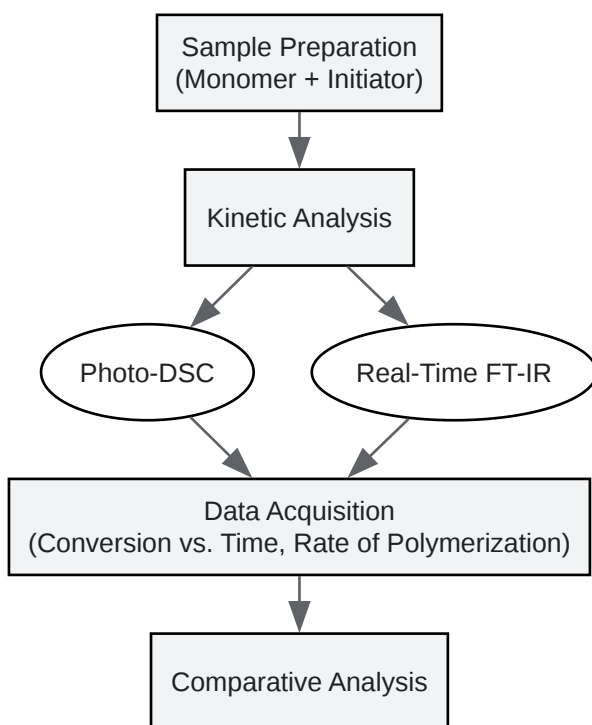 Sample Preparation
(Monomer + Initiator)
Kinetic Analysis
Photo-DSC
Real-Time FT-IR
Data Acquisition
(Conversion vs. Time, Rate of Polymerization)
Comparative Analysis